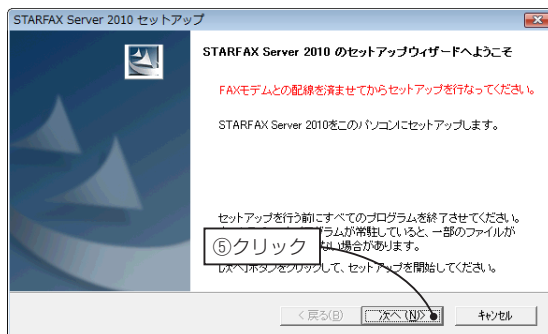 STARFAX Server 2010 セットアップ
STARFAX Server 2010 のセットアップウィザードへようこそ
FAXモデムとの配線を済ませてからセットアップを行なってください。
STARFAX Server 2010をこのパソコンにセットアップします。
セットアップを行う前にすべてのプログラムを終了させてください。
ラムが常駐していると、一部のファイルが
ない場合があります。
[次へ]ボタンをクリックして、セットアップを開始してください。
⑤クリック
< 戻る(B)
次へ(N)>
キャンセル